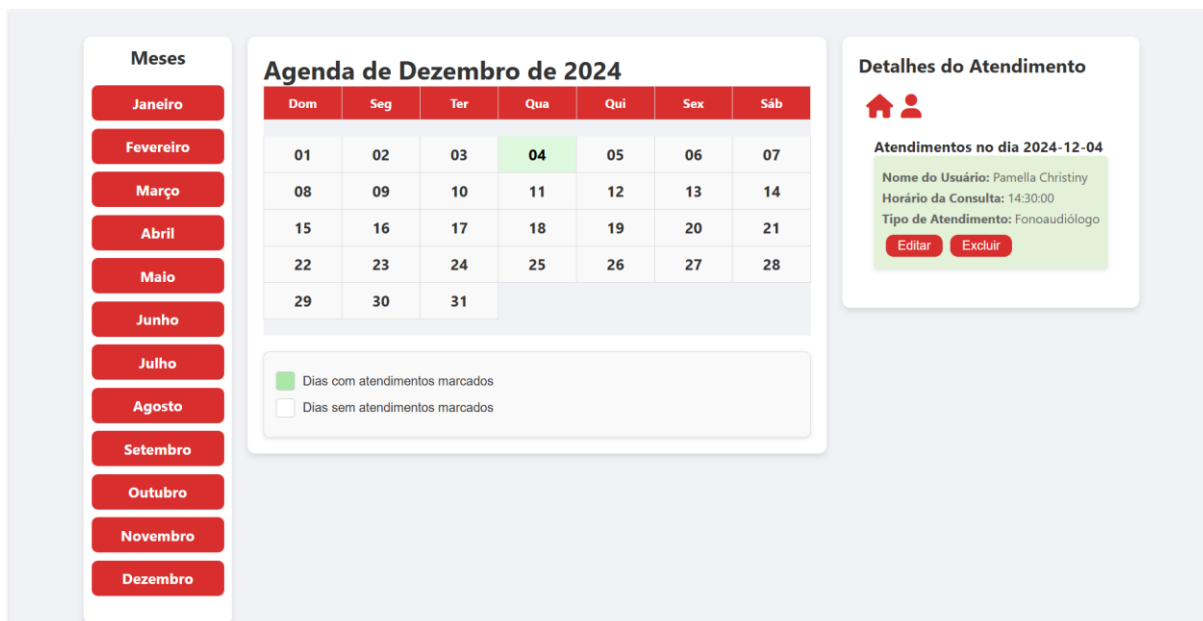 Meses
Janeiro
Fevereiro
Março
Abril
Maio
Junho
Julho
Agosto
Setembro
Outubro
Novembro
Dezembro
Agenda de Dezembro de 2024
Dom Seg Ter Qua Qui Sex Sáb
01 02 03 04 05 06 07
08 09 10 11 12 13 14
15 16 17 18 19 20 21
22 23 24 25 26 27 28
29 30 31
Dias com atendimentos marcados
Dias sem atendimentos marcados
Detalhes do Atendimento
Atendimentos no dia 2024-12-04
Nome do Usuário: Pamella Christiny
Horário da Consulta: 14:30:00
Tipo de Atendimento: Fonoaudiólogo
Editar Excluir